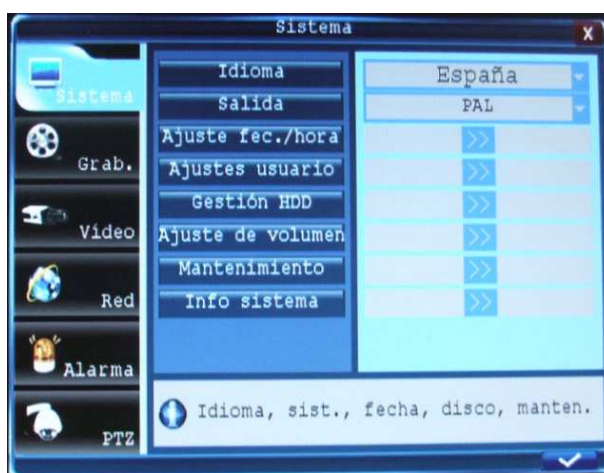 Sistema
X
Sistema
Grab.
Vídeo
Red
Alarma
PTZ
Idioma
España
Salida
PAL
Ajuste fec./hora
>>
Ajustes usuario
>>
Gestión HDD
>>
Ajuste de volumen
>>
Mantenimiento
>>
Info sistema
>>
Idioma, sist., fecha, disco, manten.